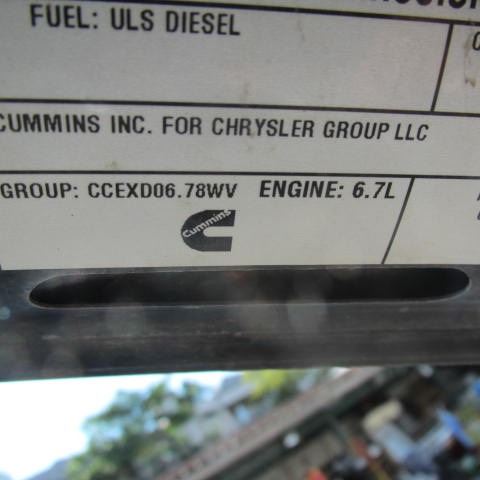 FUEL: ULS DIESEL
CUMMINS INC. FOR CHRYSLER GROUP LLC
GROUP: CCEXD06.78WV ENGINE: 6.7L
Cummins